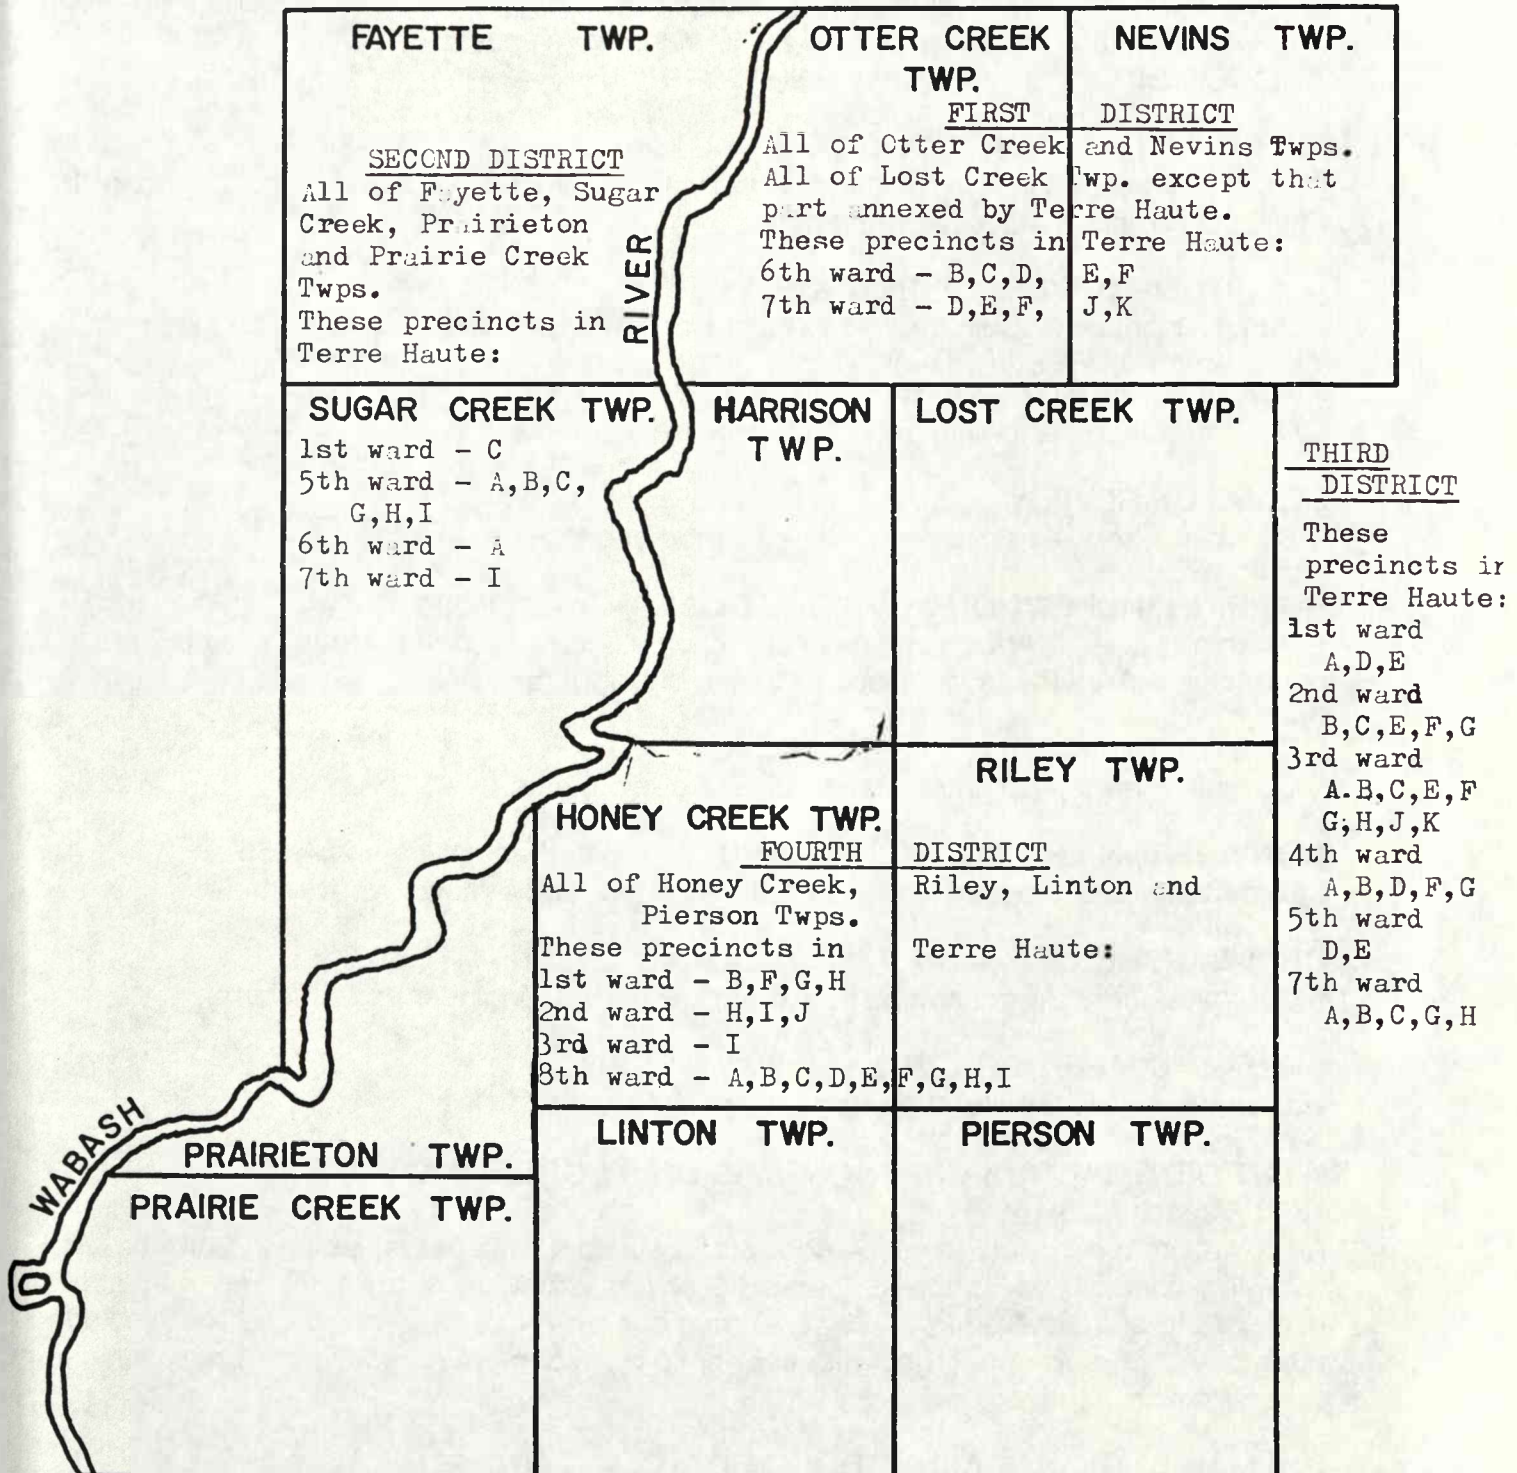 FAYETTE TWP.
SECOND DISTRICT
All of Fayette, Sugar
Creek, Prairieton
and Prairie Creek
Twps.
These precincts in
Terre Haute:
RIVER
OTTER CREEK
TWP.
NEVINS TWP.
FIRST DISTRICT
All of Otter Creek and Nevins Twps.
All of Lost Creek Twp. except that
part annexed by Terre Haute.
These precincts in Terre Haute:
6th ward - B,C,D, E,F
7th ward - D,E,F, J,K
SUGAR CREEK TWP.
1st ward - C
5th ward - A,B,C,
G,H,I
6th ward - A
7th ward - I
HARRISON
TWP.
LOST CREEK TWP.
THIRD
DISTRICT
These
precincts in
Terre Haute:
1st ward
A,D,E
2nd ward
B,C,E,F,G
3rd ward
A.B,C,E,F
G,H,J,K
4th ward
A,B,D,F,G
5th ward
D,E
7th ward
A,B,C,G,H
RILEY TWP.
HONEY CREEK TWP.
FOURTH DISTRICT
All of Honey Creek, Riley, Linton and
Pierson Twps.
These precincts in Terre Haute:
1st ward - B,F,G,H
2nd ward - H,I,J
3rd ward - I
8th ward - A,B,C,D,E,F,G,H,I
WABASH
PRAIRIETON TWP.
PRAIRIE CREEK TWP.
LINTON TWP.
PIERSON TWP.